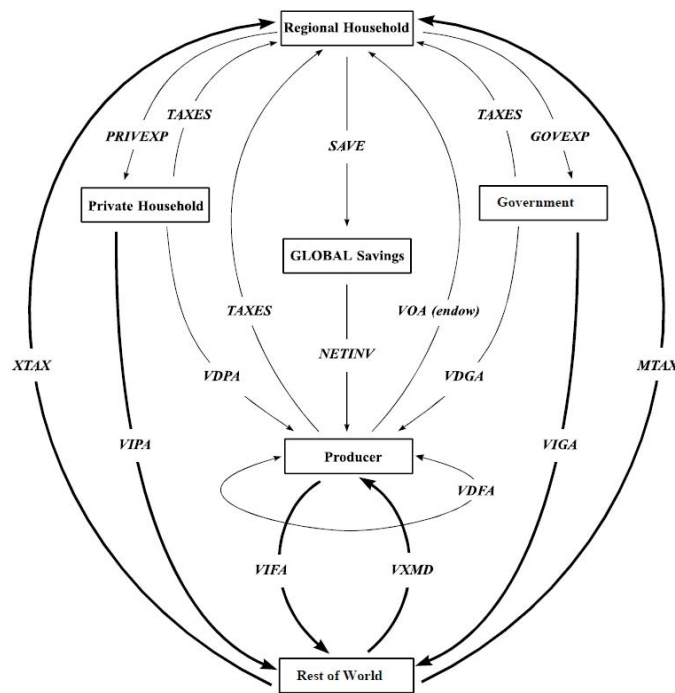 Regional Household
TAXES
TAXES
PRIVEXP
GOVEXP
SAVE
Private Household
Government
GLOBAL Savings
TAXES
VOA (endow)
NETINV
XTAX
VDPA
VDGA
MTAX
VIPA
VIGA
Producer
VDFA
VIFA
VXMD
Rest of World